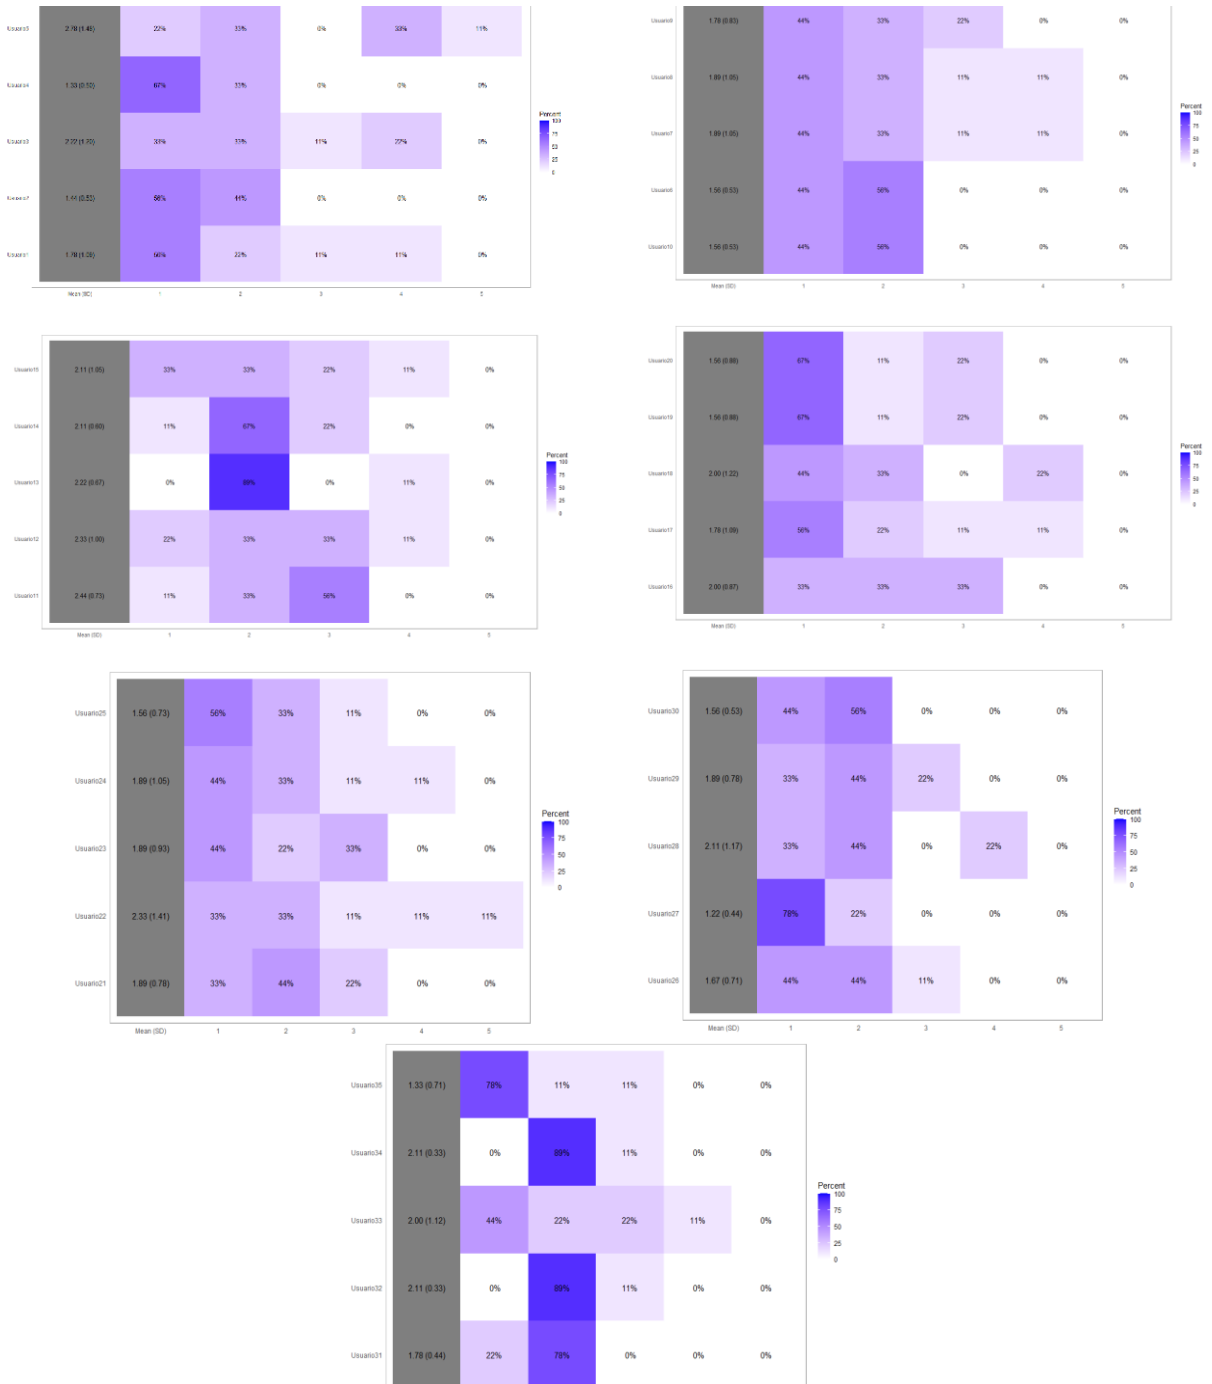 Usuario5 2.78 (1.48) 22% 33% 0% 33% 11%
Usuario4 1.33 (0.50) 67% 33% 0% 0% 0%
Percent
100
75
50
25
0
Usuario3 2.22 (1.20) 33% 33% 11% 22% 0%
Usuario2 1.44 (0.53) 56% 44% 0% 0% 0%
Usuario1 1.78 (1.09) 56% 22% 11% 11% 0%
Mean (SD) 1 2 3 4 5
Usuario9 1.78 (0.83) 44% 33% 22% 0% 0%
Usuario8 1.89 (1.05) 44% 33% 11% 11% 0%
Percent
100
75
50
25
0
Usuario7 1.89 (1.05) 44% 33% 11% 11% 0%
Usuario6 1.56 (0.53) 44% 56% 0% 0% 0%
Usuario10 1.56 (0.53) 44% 56% 0% 0% 0%
Mean (SD) 1 2 3 4 5
Usuario15 2.11 (1.05) 33% 33% 22% 11% 0%
Usuario14 2.11 (0.60) 11% 67% 22% 0% 0%
Percent
100
75
50
25
0
Usuario13 2.22 (0.67) 0% 89% 0% 11% 0%
Usuario12 2.33 (1.00) 22% 33% 33% 11% 0%
Usuario11 2.44 (0.73) 11% 33% 56% 0% 0%
Mean (SD) 1 2 3 4 5
Usuario20 1.56 (0.88) 67% 11% 22% 0% 0%
Usuario19 1.56 (0.88) 67% 11% 22% 0% 0%
Percent
100
75
50
25
0
Usuario18 2.00 (1.22) 44% 33% 0% 22% 0%
Usuario17 1.78 (1.09) 56% 22% 11% 11% 0%
Usuario16 2.00 (0.87) 33% 33% 33% 0% 0%
Mean (SD) 1 2 3 4 5
Usuario25 1.56 (0.73) 56% 33% 11% 0% 0%
Usuario24 1.89 (1.05) 44% 33% 11% 11% 0%
Percent
100
75
50
25
0
Usuario23 1.89 (0.93) 44% 22% 33% 0% 0%
Usuario22 2.33 (1.41) 33% 33% 11% 11% 11%
Usuario21 1.89 (0.78) 33% 44% 22% 0% 0%
Mean (SD) 1 2 3 4 5
Usuario30 1.56 (0.53) 44% 56% 0% 0% 0%
Usuario29 1.89 (0.78) 33% 44% 22% 0% 0%
Percent
100
75
50
25
0
Usuario28 2.11 (1.17) 33% 44% 0% 22% 0%
Usuario27 1.22 (0.44) 78% 22% 0% 0% 0%
Usuario26 1.67 (0.71) 44% 44% 11% 0% 0%
Mean (SD) 1 2 3 4 5
Usuario35 1.33 (0.71) 78% 11% 11% 0% 0%
Usuario34 2.11 (0.33) 0% 89% 11% 0% 0%
Percent
100
75
50
25
0
Usuario33 2.00 (1.12) 44% 22% 22% 11% 0%
Usuario32 2.11 (0.33) 0% 89% 11% 0% 0%
Usuario31 1.78 (0.44) 22% 78% 0% 0% 0%